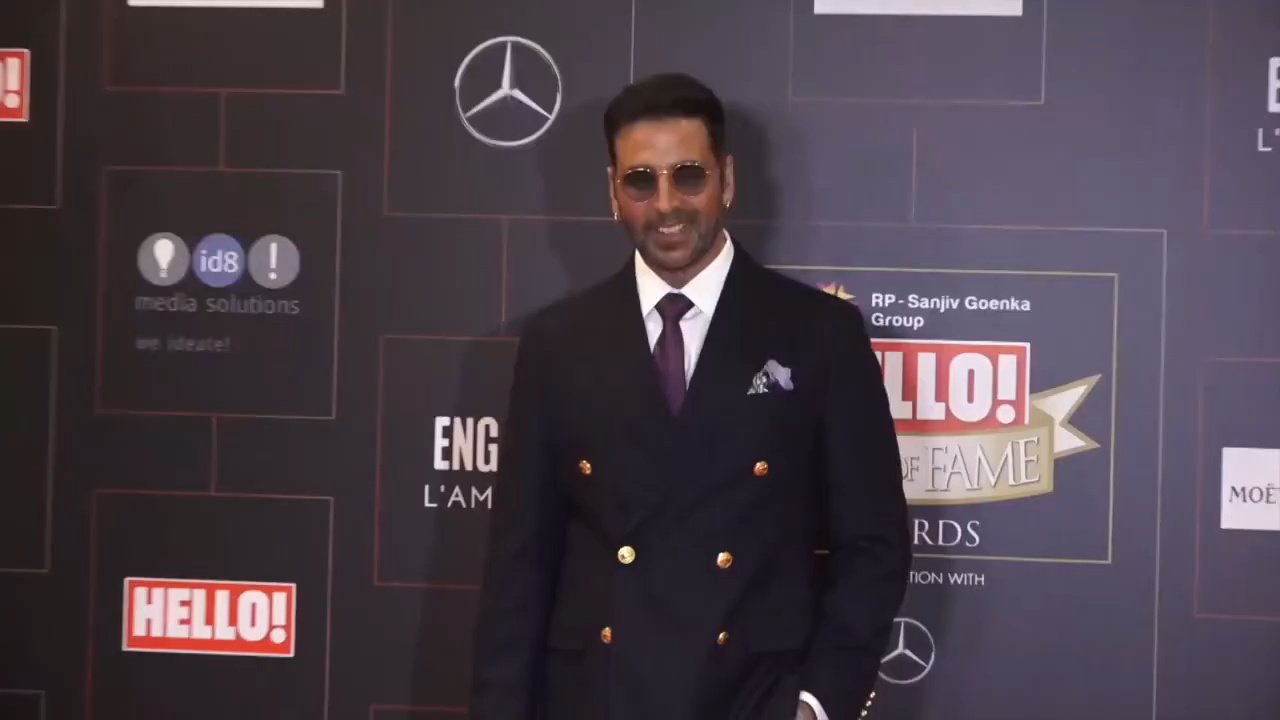 !
id8 !
media solutions
we ideate!
HELLO!
ENG
L'AM
RP-Sanjiv Goenka
Group
LLO!
OF FAME
RDS
TION WITH
L'
MOË